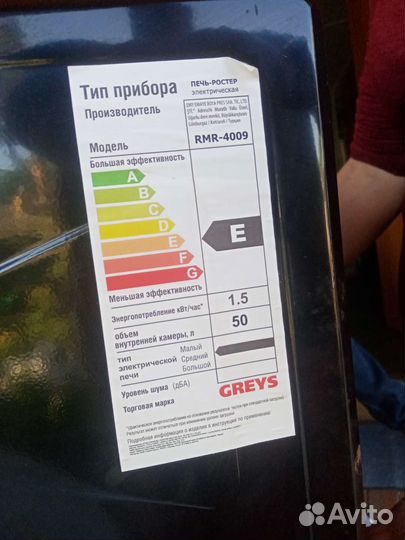 Тип прибора
ПЕЧЬ-РОСТЕР
электрическая
Производитель
Модель
RMR-4009
Большая эффективность
A
B
C
D
E
F
G
E
Меньшая эффективность
Энергопотребление кВт/час*
1.5
объем
внутренней камеры, л
50
тип
электрической
печи
Малый
Средний
Большой
Уровень шума (дБА)
Торговая марка
GREYS
Подробная информация о изделии в инструкции по применению
Avito